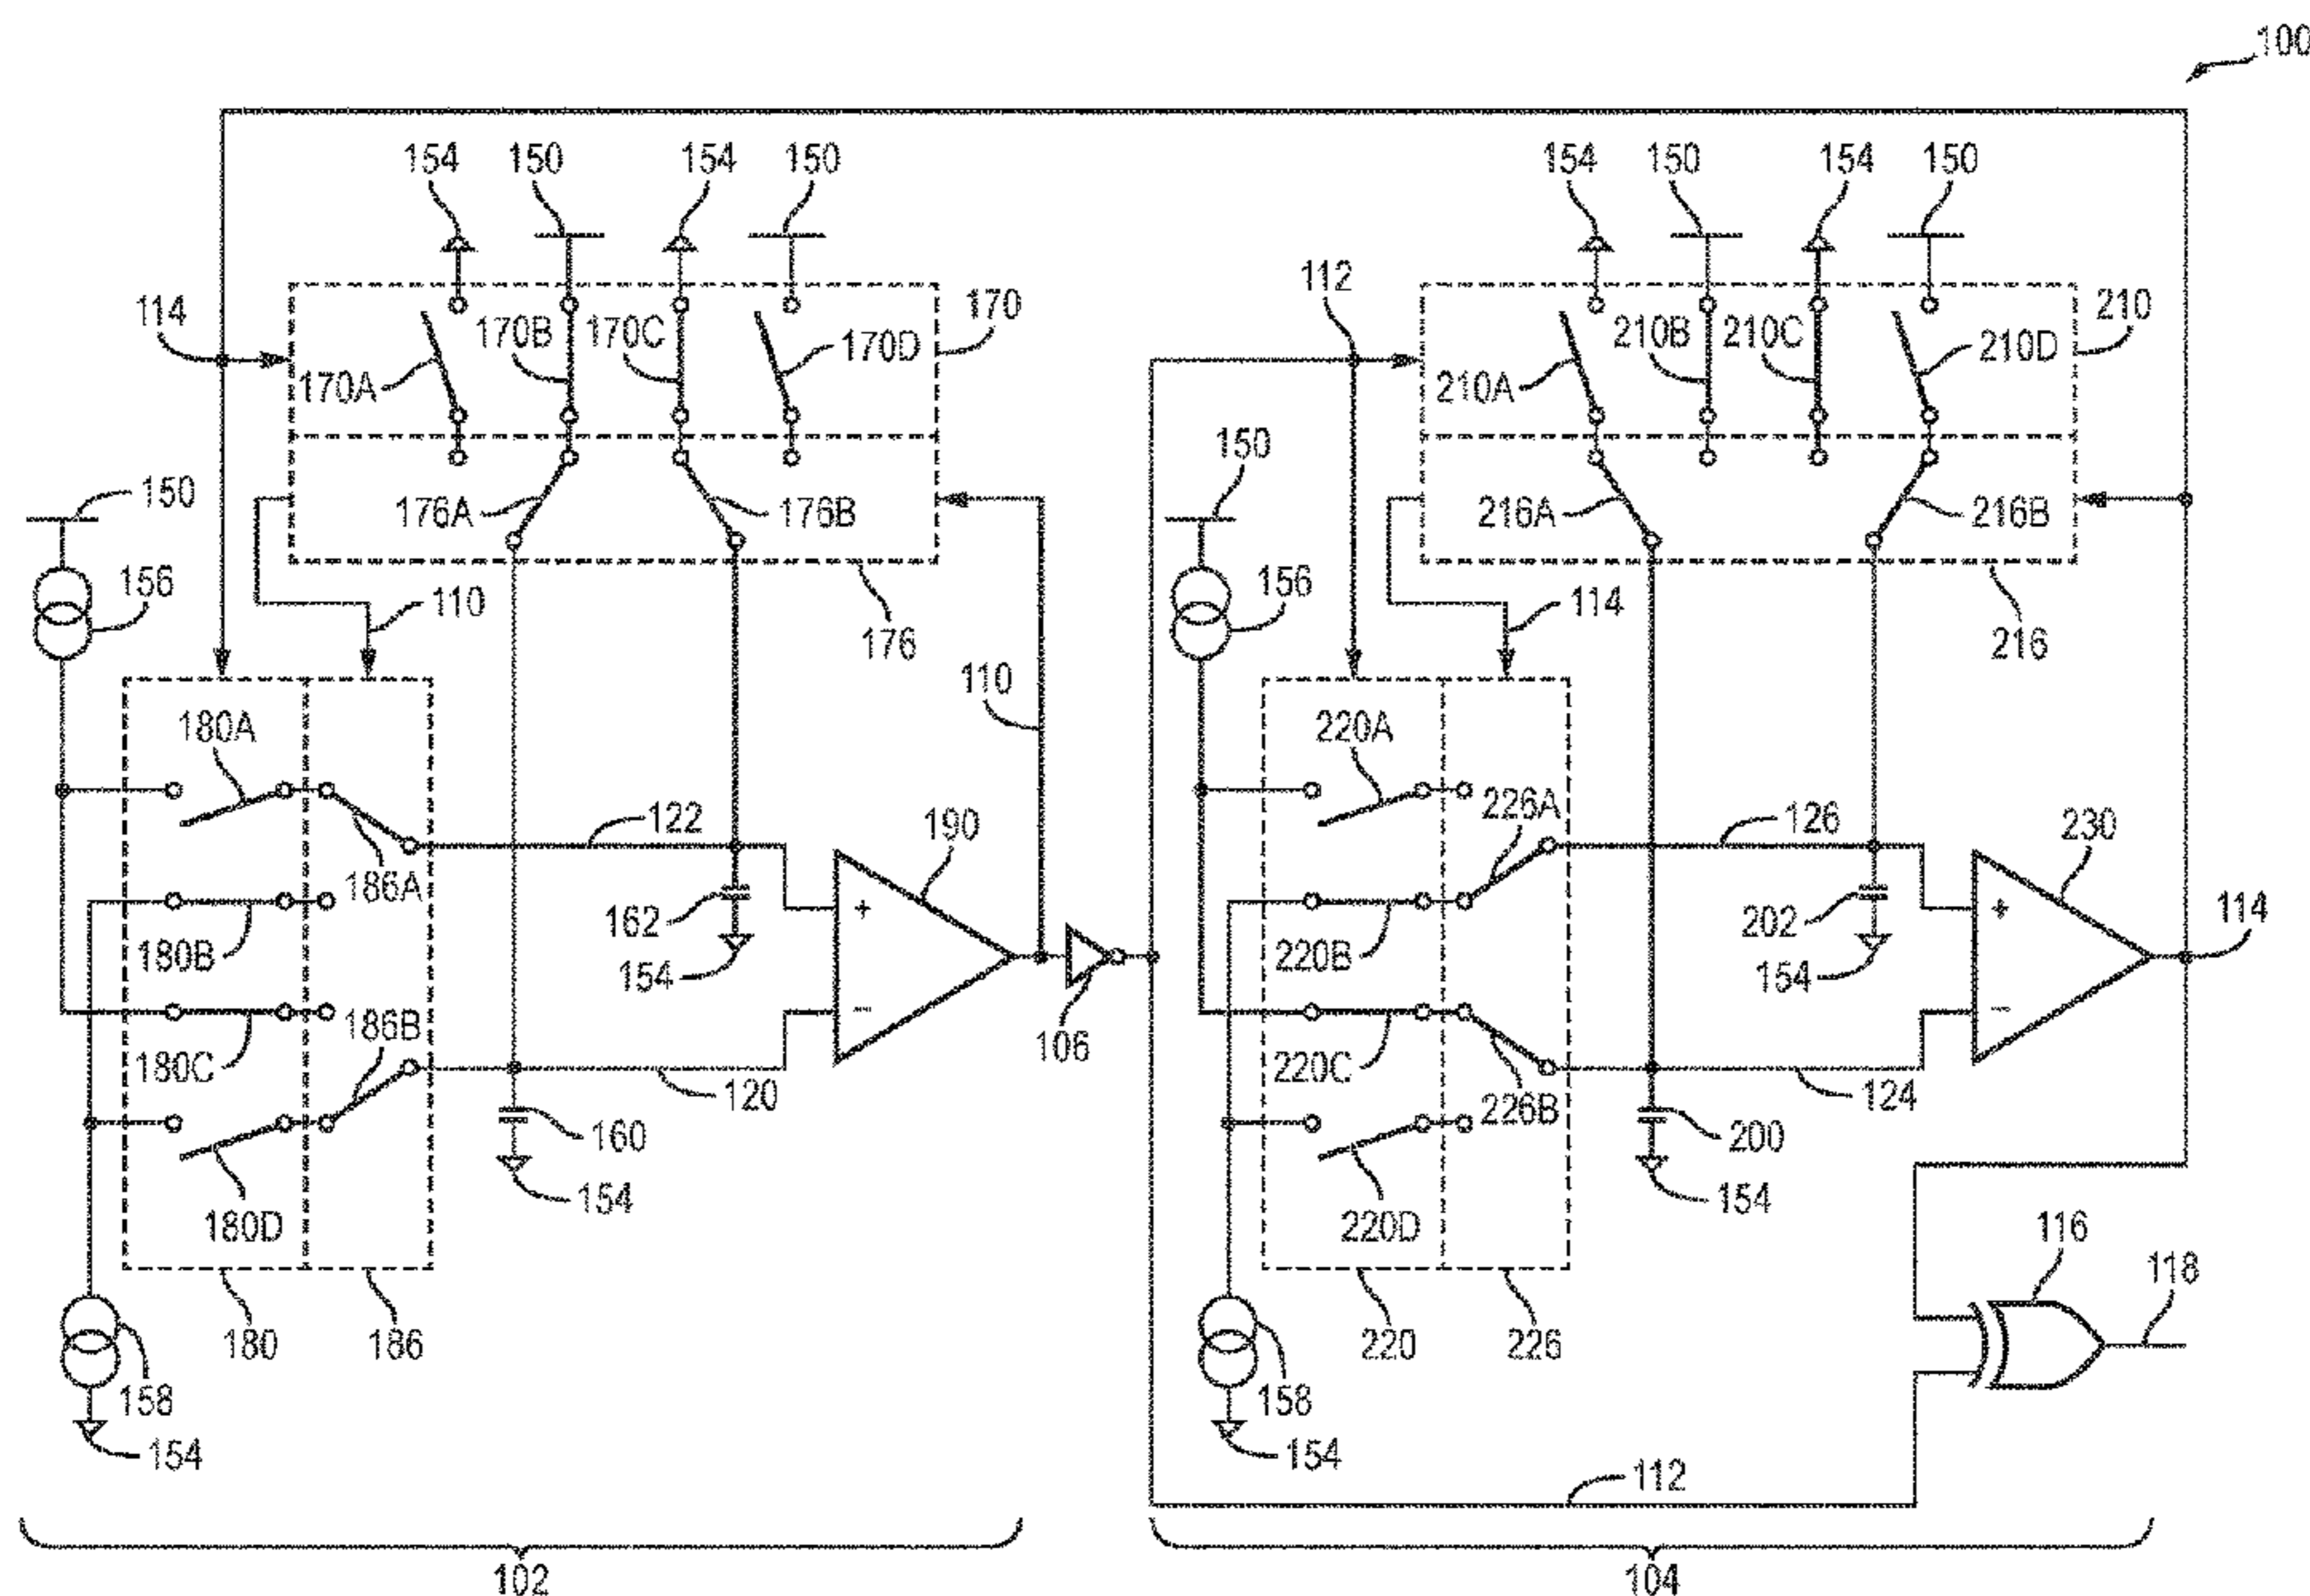 100
154 150 154 150
154 150 154 150
114 170A 170B 170C 170D 170
112 210A 210B 210C 210D 210
150 176A 176B
150 216A 216B
156 110 176
156 114 216
110
180A 122 190
220A 226A 126 230
186A 162 +
+ 202 114
180B 154
220B 154
186B 106
180C 120 −
220C 226B 124 −
160 154
200 154
180D
220D 116 118
158 180 186
158 220 226
154
154
112
102 104